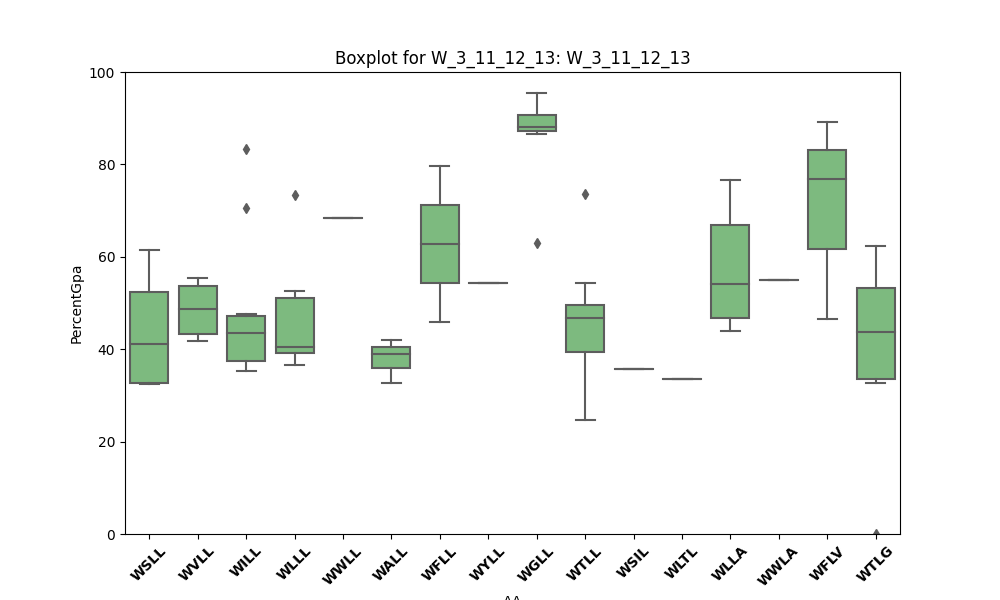 Boxplot for W_3_11_12_13: W_3_11_12_13
PercentGpa
100
80
60
40
20
0
WSLL WVLL WILL WLLL WWLL WALL WFLL WYLL WGLL WTLL WSIL WLTL WLLA WWLA WFLV WTLG
AA